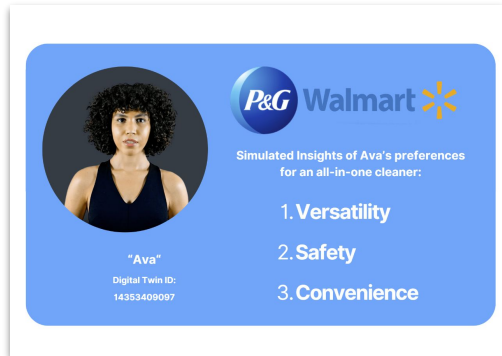 P&G Walmart
Simulated Insights of Ava's preferences
for an all-in-one cleaner:
1. Versatility
2. Safety
3. Convenience
"Ava"
Digital Twin ID:
14353409097